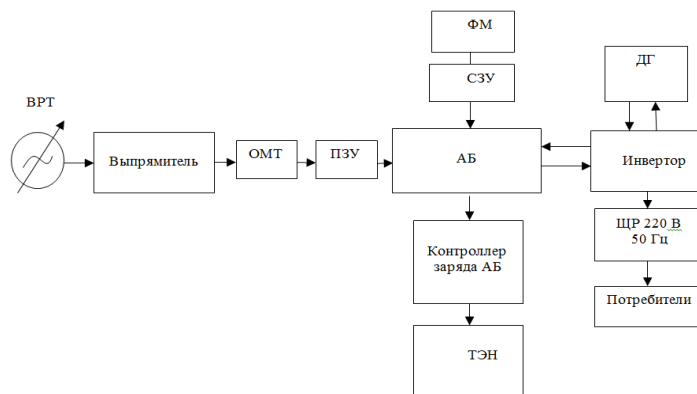 ФМ
СЗУ
ДГ
ВРТ
Выпрямитель
ОМТ
ПЗУ
АБ
Инвертор
ЩР 220 В
50 Гц
Контроллер
заряда АБ
Потребители
ТЭН